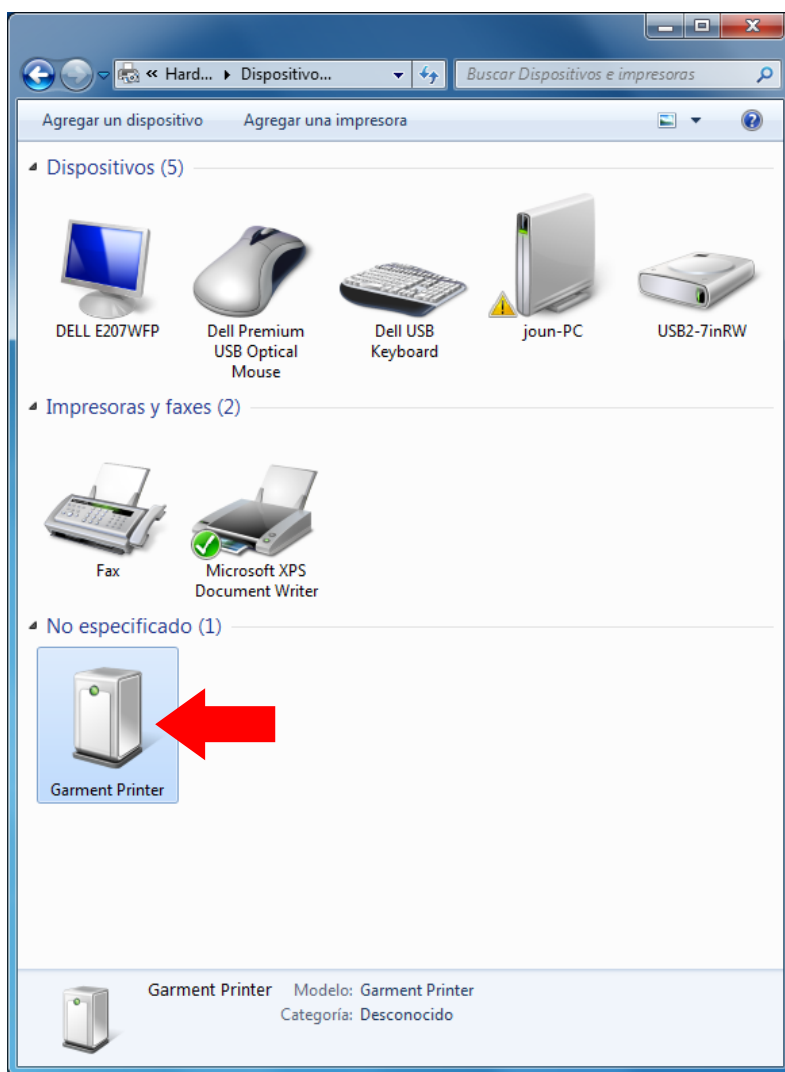 « Hard... ▸ Dispositivo...
Buscar Dispositivos e impresoras
Agregar un dispositivo Agregar una impresora
Dispositivos (5)
DELL E207WFP
Dell Premium
USB Optical
Mouse
Dell USB
Keyboard
joun-PC
USB2-7inRW
Impresoras y faxes (2)
Fax
Microsoft XPS
Document Writer
No especificado (1)
Garment Printer
Garment Printer Modelo: Garment Printer
Categoría: Desconocido